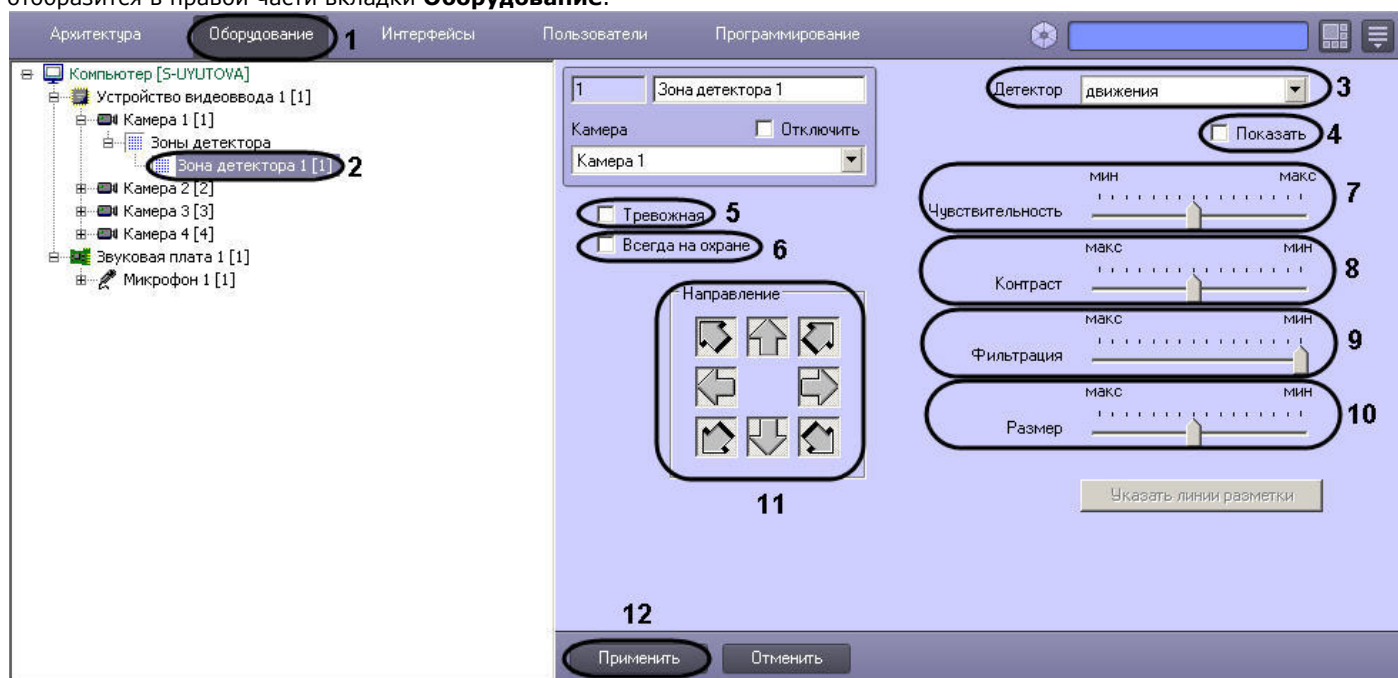 отобразится в правой части вкладки Оборудование.
Архитектура Оборудование 1 Интерфейсы Пользователи Программирование
Компьютер [S-UYUTOVA]
Устройство видеоввода 1 [1]
Камера 1 [1]
Зоны детектора
Зона детектора 1 [1] 2
Камера 2 [2]
Камера 3 [3]
Камера 4 [4]
Звуковая плата 1 [1]
Микрофон 1 [1]
1 Зона детектора 1
Камера Отключить
Камера 1
Тревожная 5
Всегда на охране 6
Направление
11
Детектор движения 3
Показать 4
мин макс
Чувствительность 7
макс мин
Контраст 8
макс мин
Фильтрация 9
макс мин
Размер 10
Указать линии разметки
12
Применить Отменить